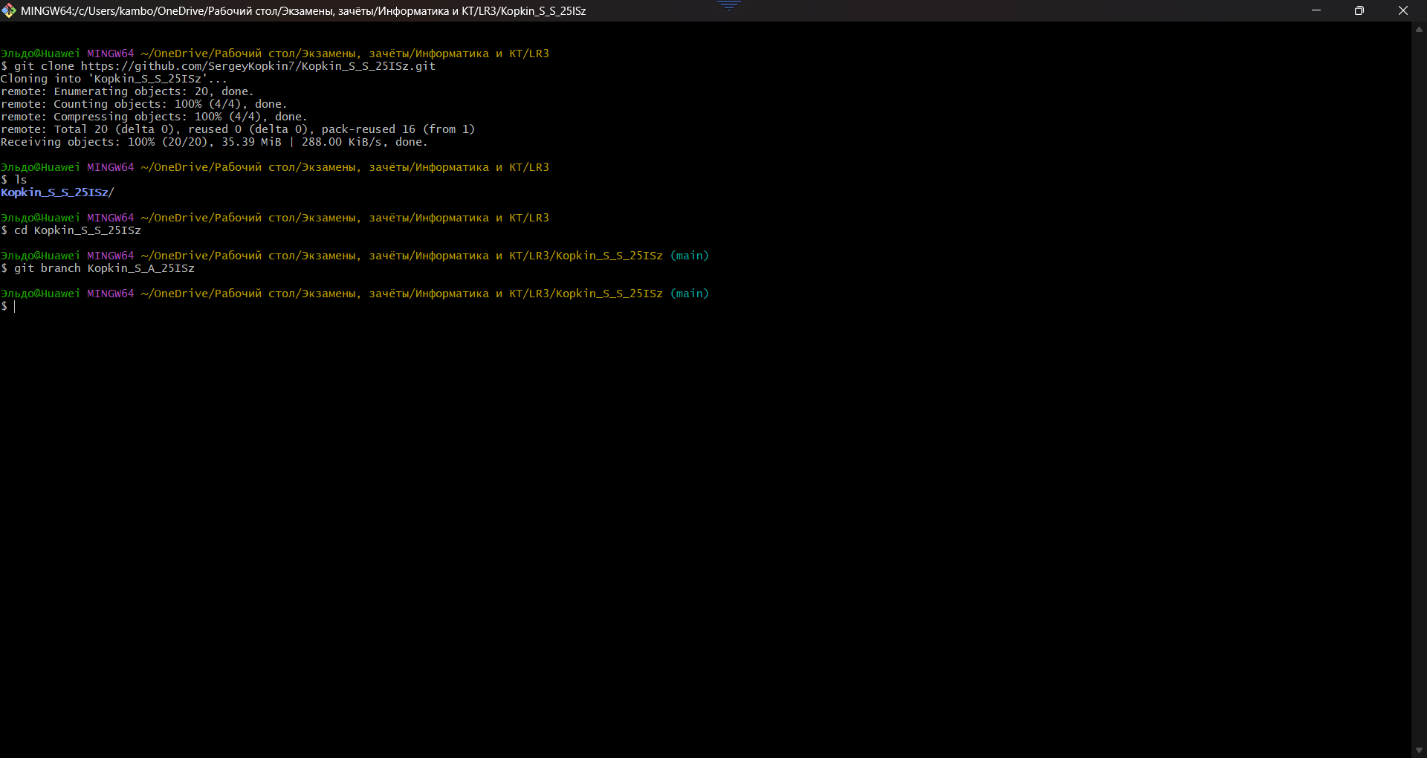 MINGW64:/c/Users/kambo/OneDrive/Рабочий стол/Экзамены, зачёты/Информатика и КТ/LR3/Kopkin_S_S_25ISz
Эльдо@Huawei MINGW64 ~/OneDrive/Рабочий стол/Экзамены, зачёты/Информатика и КТ/LR3
$ git clone https://github.com/SergeyKopkin7/Kopkin_S_S_25ISz.git
Cloning into 'Kopkin_S_S_25ISz'...
remote: Enumerating objects: 20, done.
remote: Counting objects: 100% (4/4), done.
remote: Compressing objects: 100% (4/4), done.
remote: Total 20 (delta 0), reused 0 (delta 0), pack-reused 16 (from 1)
Receiving objects: 100% (20/20), 35.39 MiB | 288.00 KiB/s, done.
Эльдо@Huawei MINGW64 ~/OneDrive/Рабочий стол/Экзамены, зачёты/Информатика и КТ/LR3
$ ls
Kopkin_S_S_25ISz/
Эльдо@Huawei MINGW64 ~/OneDrive/Рабочий стол/Экзамены, зачёты/Информатика и КТ/LR3
$ cd Kopkin_S_S_25ISz
Эльдо@Huawei MINGW64 ~/OneDrive/Рабочий стол/Экзамены, зачёты/Информатика и КТ/LR3/Kopkin_S_S_25ISz (main)
$ git branch Kopkin_S_A_25ISz
Эльдо@Huawei MINGW64 ~/OneDrive/Рабочий стол/Экзамены, зачёты/Информатика и КТ/LR3/Kopkin_S_S_25ISz (main)
$